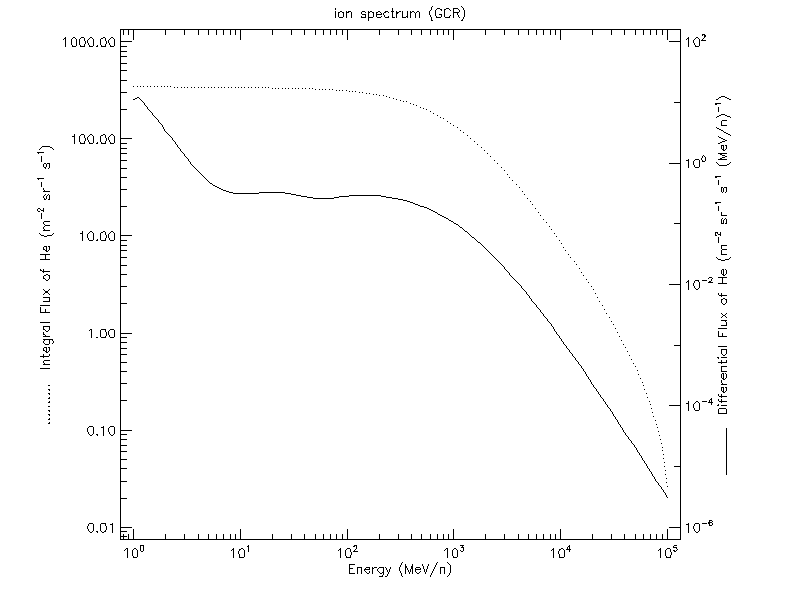 ion spectrum (GCR)
1000.00
100.00
10.00
1.00
0.10
0.01
Integral Flux of He (m⁻² sr⁻¹ s⁻¹)
10²
10⁰
10⁻²
10⁻⁴
10⁻⁶
Differential Flux of He (m⁻² sr⁻¹ s⁻¹ (MeV/n)⁻¹)
10⁰ 10¹ 10² 10³ 10⁴ 10⁵
Energy (MeV/n)